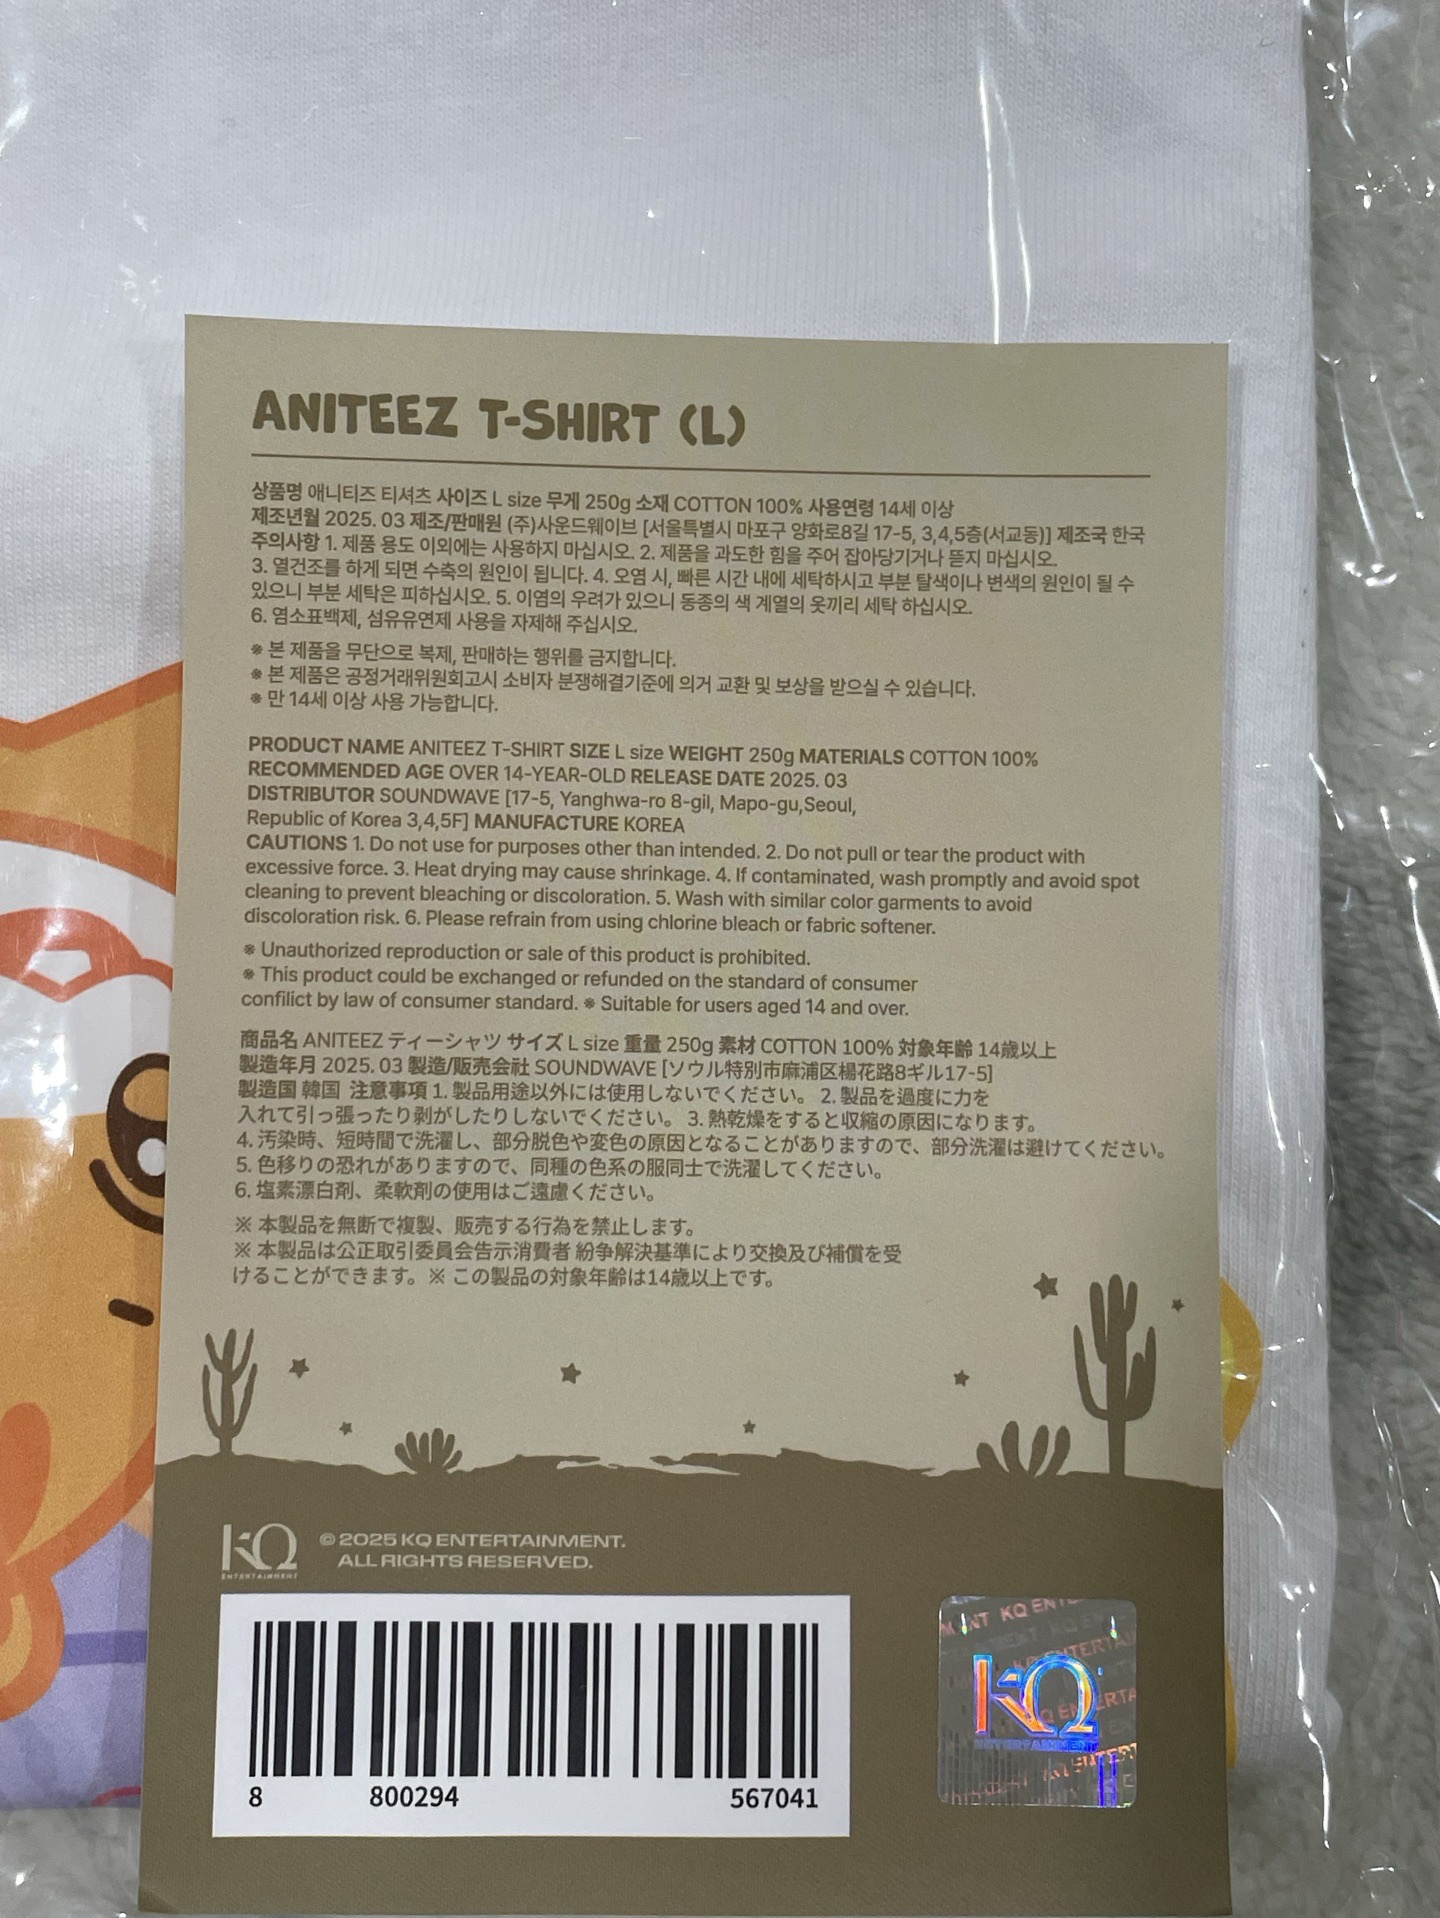 ANITEEZ T-SHIRT (L)
상품명 애니티즈 티셔츠 사이즈 L size 무게 250g 소재 COTTON 100% 사용연령 14세 이상
제조년월 2025. 03 제조/판매원 (주)사운드웨이브 [서울특별시 마포구 양화로8길 17-5, 3,4,5층(서교동)] 제조국 한국
주의사항 1. 제품 용도 이외에는 사용하지 마십시오. 2. 제품을 과도한 힘을 주어 잡아당기거나 뜯지 마십시오.
3. 열건조를 하게 되면 수축의 원인이 됩니다. 4. 오염 시, 빠른 시간 내에 세탁하시고 부분 탈색이나 변색의 원인이 될 수
있으니 부분 세탁은 피하십시오. 5. 이염의 우려가 있으니 동종의 색 계열의 옷끼리 세탁 하십시오.
6. 염소표백제, 섬유유연제 사용을 자제해 주십시오.
※ 본 제품을 무단으로 복제, 판매하는 행위를 금지합니다.
※ 본 제품은 공정거래위원회고시 소비자 분쟁해결기준에 의거 교환 및 보상을 받으실 수 있습니다.
※ 만 14세 이상 사용 가능합니다.
PRODUCT NAME ANITEEZ T-SHIRT SIZE L size WEIGHT 250g MATERIALS COTTON 100%
RECOMMENDED AGE OVER 14-YEAR-OLD RELEASE DATE 2025. 03
DISTRIBUTOR SOUNDWAVE [17-5, Yanghwa-ro 8-gil, Mapo-gu,Seoul,
Republic of Korea 3,4,5F] MANUFACTURE KOREA
CAUTIONS 1. Do not use for purposes other than intended. 2. Do not pull or tear the product with
excessive force. 3. Heat drying may cause shrinkage. 4. If contaminated, wash promptly and avoid spot
cleaning to prevent bleaching or discoloration. 5. Wash with similar color garments to avoid
discoloration risk. 6. Please refrain from using chlorine bleach or fabric softener.
※ Unauthorized reproduction or sale of this product is prohibited.
※ This product could be exchanged or refunded on the standard of consumer
confilict by law of consumer standard. ※ Suitable for users aged 14 and over.
商品名 ANITEEZ ティーシャツ サイズ L size 重量 250g 素材 COTTON 100% 対象年齢 14歳以上
製造年月 2025. 03 製造/販売会社 SOUNDWAVE [ソウル特別市麻浦区楊花路8ギル17-5]
製造国 韓国 注意事項 1. 製品用途以外には使用しないでください。 2. 製品を過度に力を
入れて引っ張ったり剥がしたりしないでください。 3. 熱乾燥をすると収縮の原因になります。
4. 汚染時、短時間で洗濯し、部分脱色や変色の原因となることがありますので、部分洗濯は避けてください。
5. 色移りの恐れがありますので、同種の色系の服同士で洗濯してください。
6. 塩素漂白剤、柔軟剤の使用はご遠慮ください。
※ 本製品を無断で複製、販売する行為を禁止します。
※ 本製品は公正取引委員会告示消費者 紛争解決基準により交換及び補償を受
けることができます。※ この製品の対象年齢は14歳以上です。
KQ
ENTERTAINMENT
© 2025 KQ ENTERTAINMENT.
ALL RIGHTS RESERVED.
8 800294 567041
KQ
ENTERTAINMENT